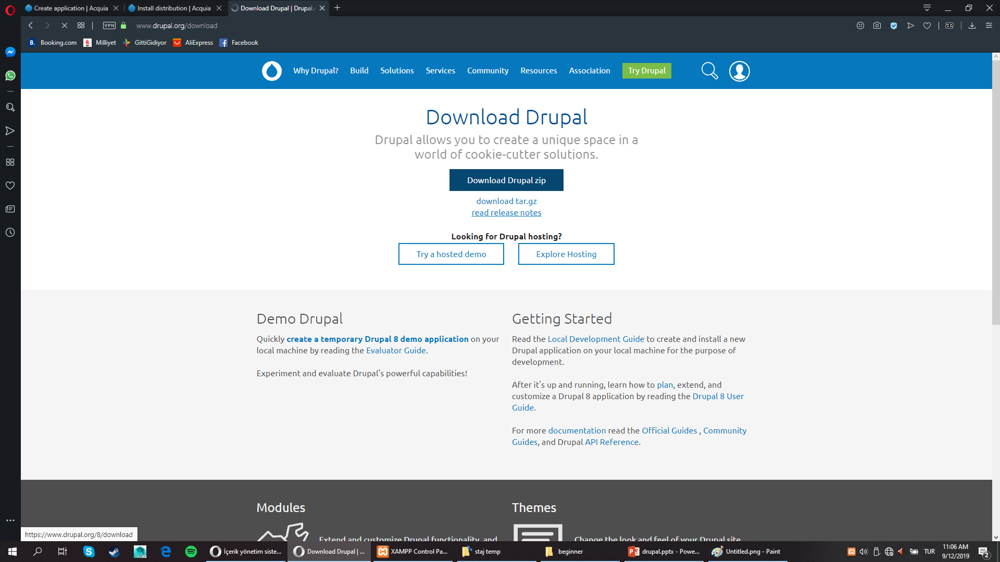 Create application | Acquia
Install distribution | Acquia
Download Drupal | Drupal.
VPN
www.drupal.org/download
B. Booking.com
Milliyet
GittiGidiyor
AliExpress
Facebook
Why Drupal?
Build
Solutions
Services
Community
Resources
Association
Try Drupal
Download Drupal
Drupal allows you to create a unique space in a
world of cookie-cutter solutions.
Download Drupal zip
download tar.gz
read release notes
Looking for Drupal hosting?
Try a hosted demo
Explore Hosting
Demo Drupal
Quickly create a temporary Drupal 8 demo application on your
local machine by reading the Evaluator Guide.
Experiment and evaluate Drupal's powerful capabilities!
Getting Started
Read the Local Development Guide to create and install a new
Drupal application on your local machine for the purpose of
development.
After it's up and running, learn how to plan, extend, and
customize a Drupal 8 application by reading the Drupal 8 User
Guide.
For more documentation read the Official Guides , Community
Guides, and Drupal API Reference.
Modules
Extend and customize Drupal functionality, and
Themes
Change the look and feel of your Drupal site.
https://www.drupal.org/8/download
İçerik yönetim siste...
Download Drupal | ...
XAMPP Control Pa...
staj temp
beginner
drupal.pptx - Powe...
Untitled.png - Paint
TUR
11:06 AM
9/12/2019
2